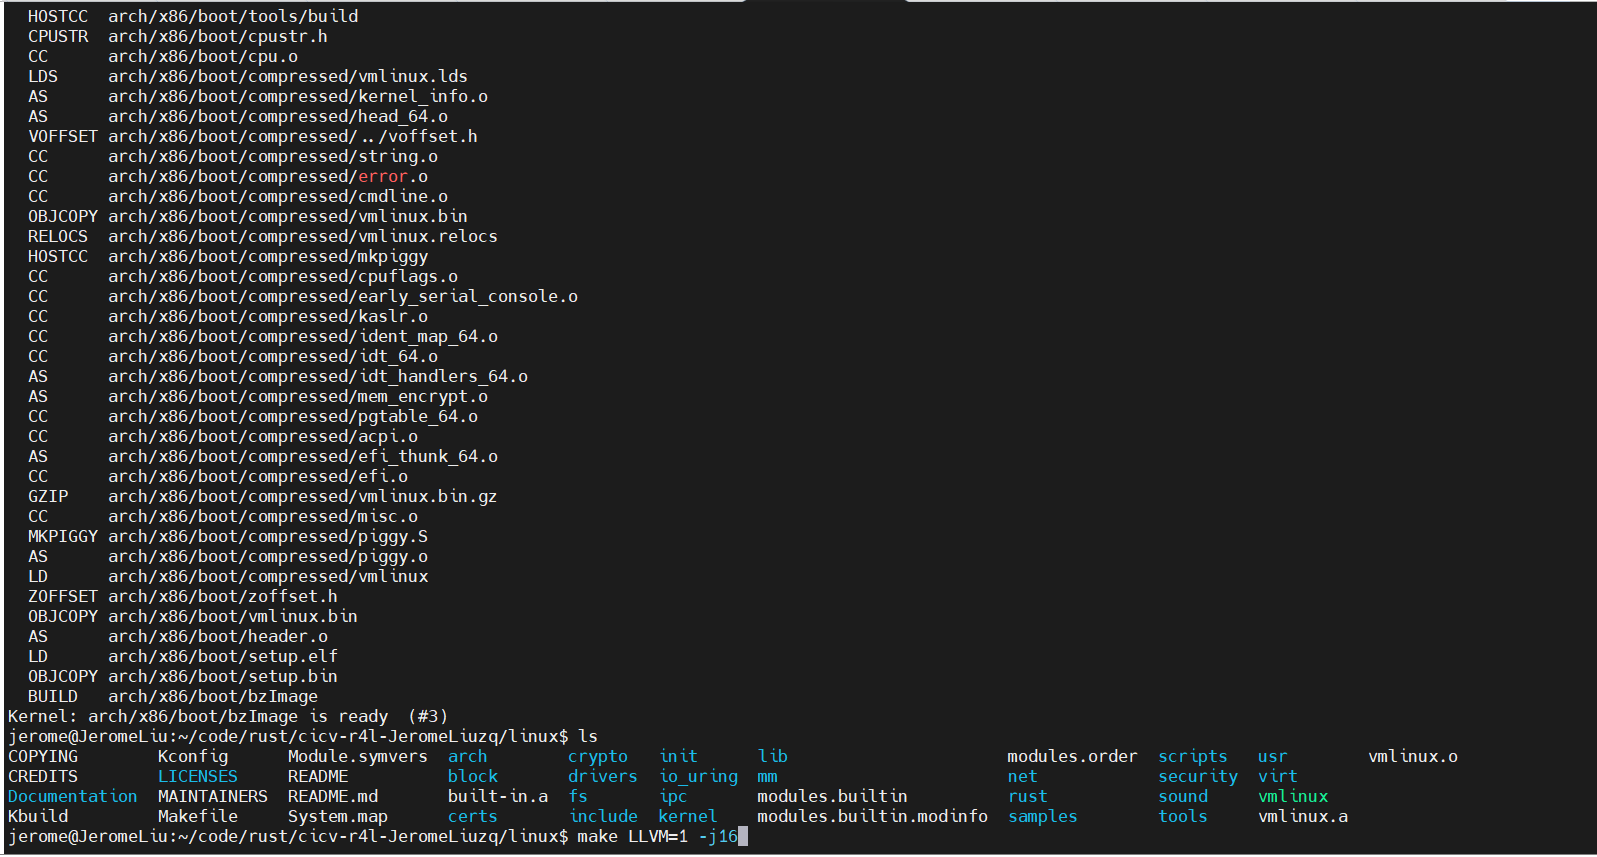 HOSTCC  arch/x86/boot/tools/build
CPUSTR  arch/x86/boot/cpustr.h
CC      arch/x86/boot/cpu.o
LDS     arch/x86/boot/compressed/vmlinux.lds
AS      arch/x86/boot/compressed/kernel_info.o
AS      arch/x86/boot/compressed/head_64.o
VOFFSET arch/x86/boot/compressed/../voffset.h
CC      arch/x86/boot/compressed/string.o
CC      arch/x86/boot/compressed/error.o
CC      arch/x86/boot/compressed/cmdline.o
OBJCOPY arch/x86/boot/compressed/vmlinux.bin
RELOCS  arch/x86/boot/compressed/vmlinux.relocs
HOSTCC  arch/x86/boot/compressed/mkpiggy
CC      arch/x86/boot/compressed/cpuflags.o
CC      arch/x86/boot/compressed/early_serial_console.o
CC      arch/x86/boot/compressed/kaslr.o
CC      arch/x86/boot/compressed/ident_map_64.o
CC      arch/x86/boot/compressed/idt_64.o
AS      arch/x86/boot/compressed/idt_handlers_64.o
AS      arch/x86/boot/compressed/mem_encrypt.o
CC      arch/x86/boot/compressed/pgtable_64.o
CC      arch/x86/boot/compressed/acpi.o
AS      arch/x86/boot/compressed/efi_thunk_64.o
CC      arch/x86/boot/compressed/efi.o
GZIP    arch/x86/boot/compressed/vmlinux.bin.gz
CC      arch/x86/boot/compressed/misc.o
MKPIGGY arch/x86/boot/compressed/piggy.S
AS      arch/x86/boot/compressed/piggy.o
LD      arch/x86/boot/compressed/vmlinux
ZOFFSET arch/x86/boot/zoffset.h
OBJCOPY arch/x86/boot/vmlinux.bin
AS      arch/x86/boot/header.o
LD      arch/x86/boot/setup.elf
OBJCOPY arch/x86/boot/setup.bin
BUILD   arch/x86/boot/bzImage
Kernel: arch/x86/boot/bzImage is ready  (#3)
jerome@JeromeLiu:~/code/rust/cicv-r4l-JeromeLiuzq/linux$ ls
COPYING        Kconfig      Module.symvers  arch        crypto   init      lib                      modules.order  scripts   usr        vmlinux.o
CREDITS        LICENSES     README          block       drivers  io_uring  mm                       net            security  virt
Documentation  MAINTAINERS  README.md       built-in.a  fs       ipc       modules.builtin          rust           sound     vmlinux
Kbuild         Makefile     System.map      certs       include  kernel    modules.builtin.modinfo  samples        tools     vmlinux.a
jerome@JeromeLiu:~/code/rust/cicv-r4l-JeromeLiuzq/linux$ make LLVM=1 -j16